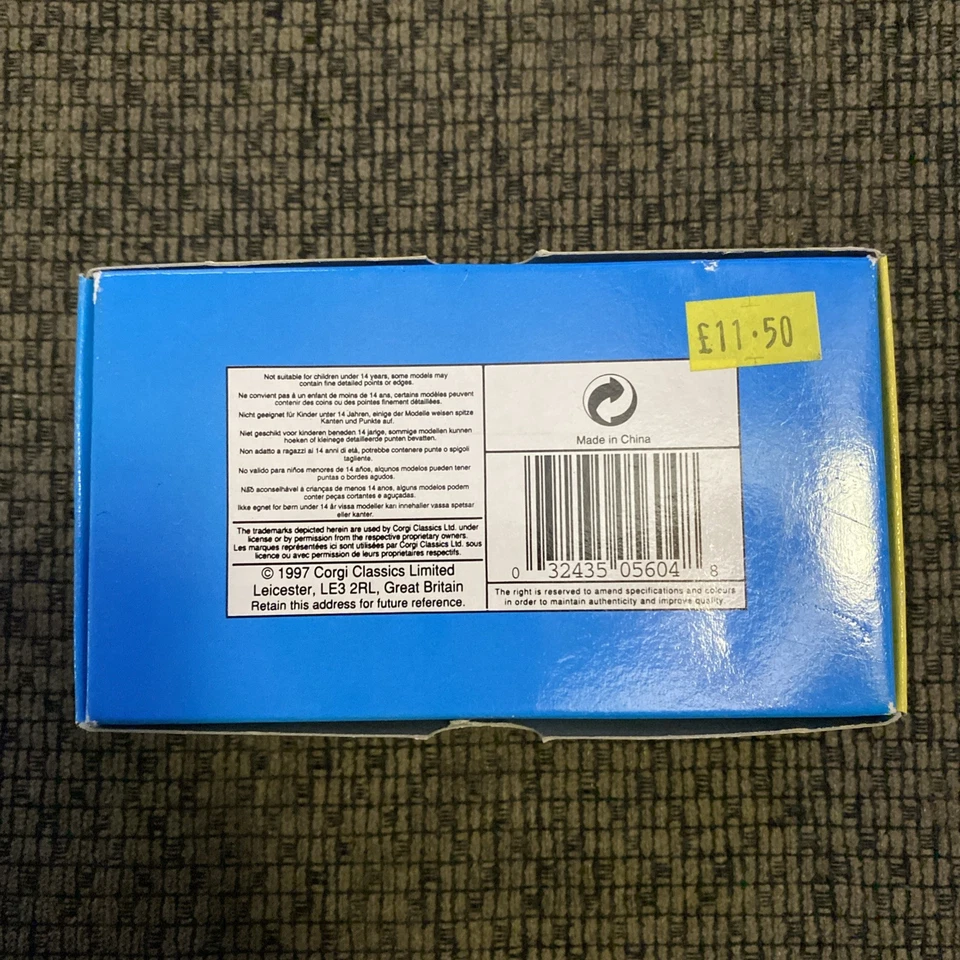 £11.50
Not suitable for children under 14 years, some models may
contain fine detailed points or edges.
Ne convient pas à un enfant de moins de 14 ans, certains modèles peuvent
contenir des coins ou des pointes finement détaillées.
Nicht geeignet für Kinder unter 14 Jahren, einige der Modelle weisen spitze
Kanten und Punkte auf.
Niet geschikt voor kinderen beneden 14 jarige, sommige modellen kunnen
hoeken of kleinege detailleerde punten bevatten.
Non adatto a ragazzi ai 14 anni di età, potrebbe contenere punta o spigoli
tagliente.
No valido para niños menores de 14 años, alqunos modelos pueden tener
puntas o bordes agudos.
Não aconselhável à crianças de menos 14 anos, alguns modelos podem
conter peças cortantes e aguçadas.
Ikke egnet for børn under 14 år vissa modeller kan innehaller vassa spetsar
eller kanter.
The trademarks depicted herein are used by Corgi Classics Ltd. under
license or by permission from the respective proprietary owners.
Les marques représentées ici sont utilisées par Corgi Classics Ltd. sous
licence ou avec permission de leurs proprietaires respectifs.
© 1997 Corgi Classics Limited
Leicester, LE3 2RL, Great Britain
Retain this address for future reference.
Made in China
0 32435 05604 8
The right is reserved to amend specifications and colours
in order to maintain authenticity and improve quality.